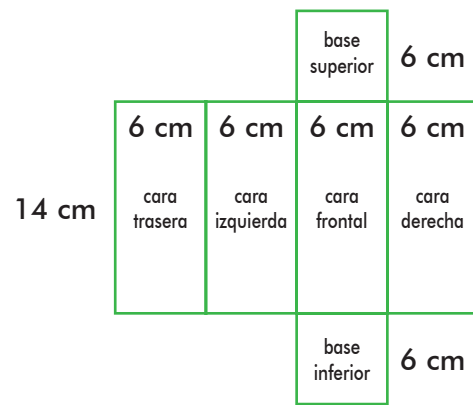 base
superior
6 cm
6 cm
6 cm
6 cm
6 cm
14 cm
cara
trasera
cara
izquierda
cara
frontal
cara
derecha
base
inferior
6 cm